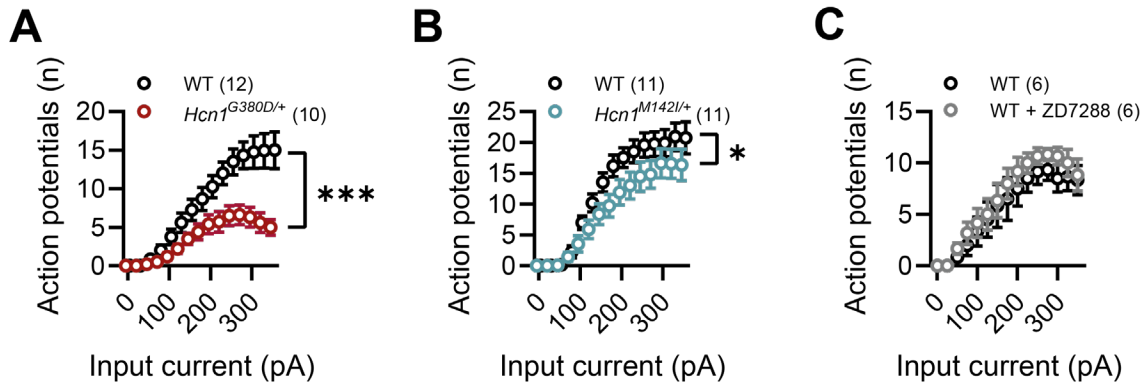 A
WT (12)
Hcn1G380D/+ (10)
Action potentials (n)
20
15
10
5
0
***
0
100
200
300
Input current (pA)
B
WT (11)
Hcn1M142I/+ (11)
Action potentials (n)
25
20
15
10
5
0
*
0
100
200
300
Input current (pA)
C
WT (6)
WT + ZD7288 (6)
Action potentials (n)
15
10
5
0
0
100
200
300
Input current (pA)